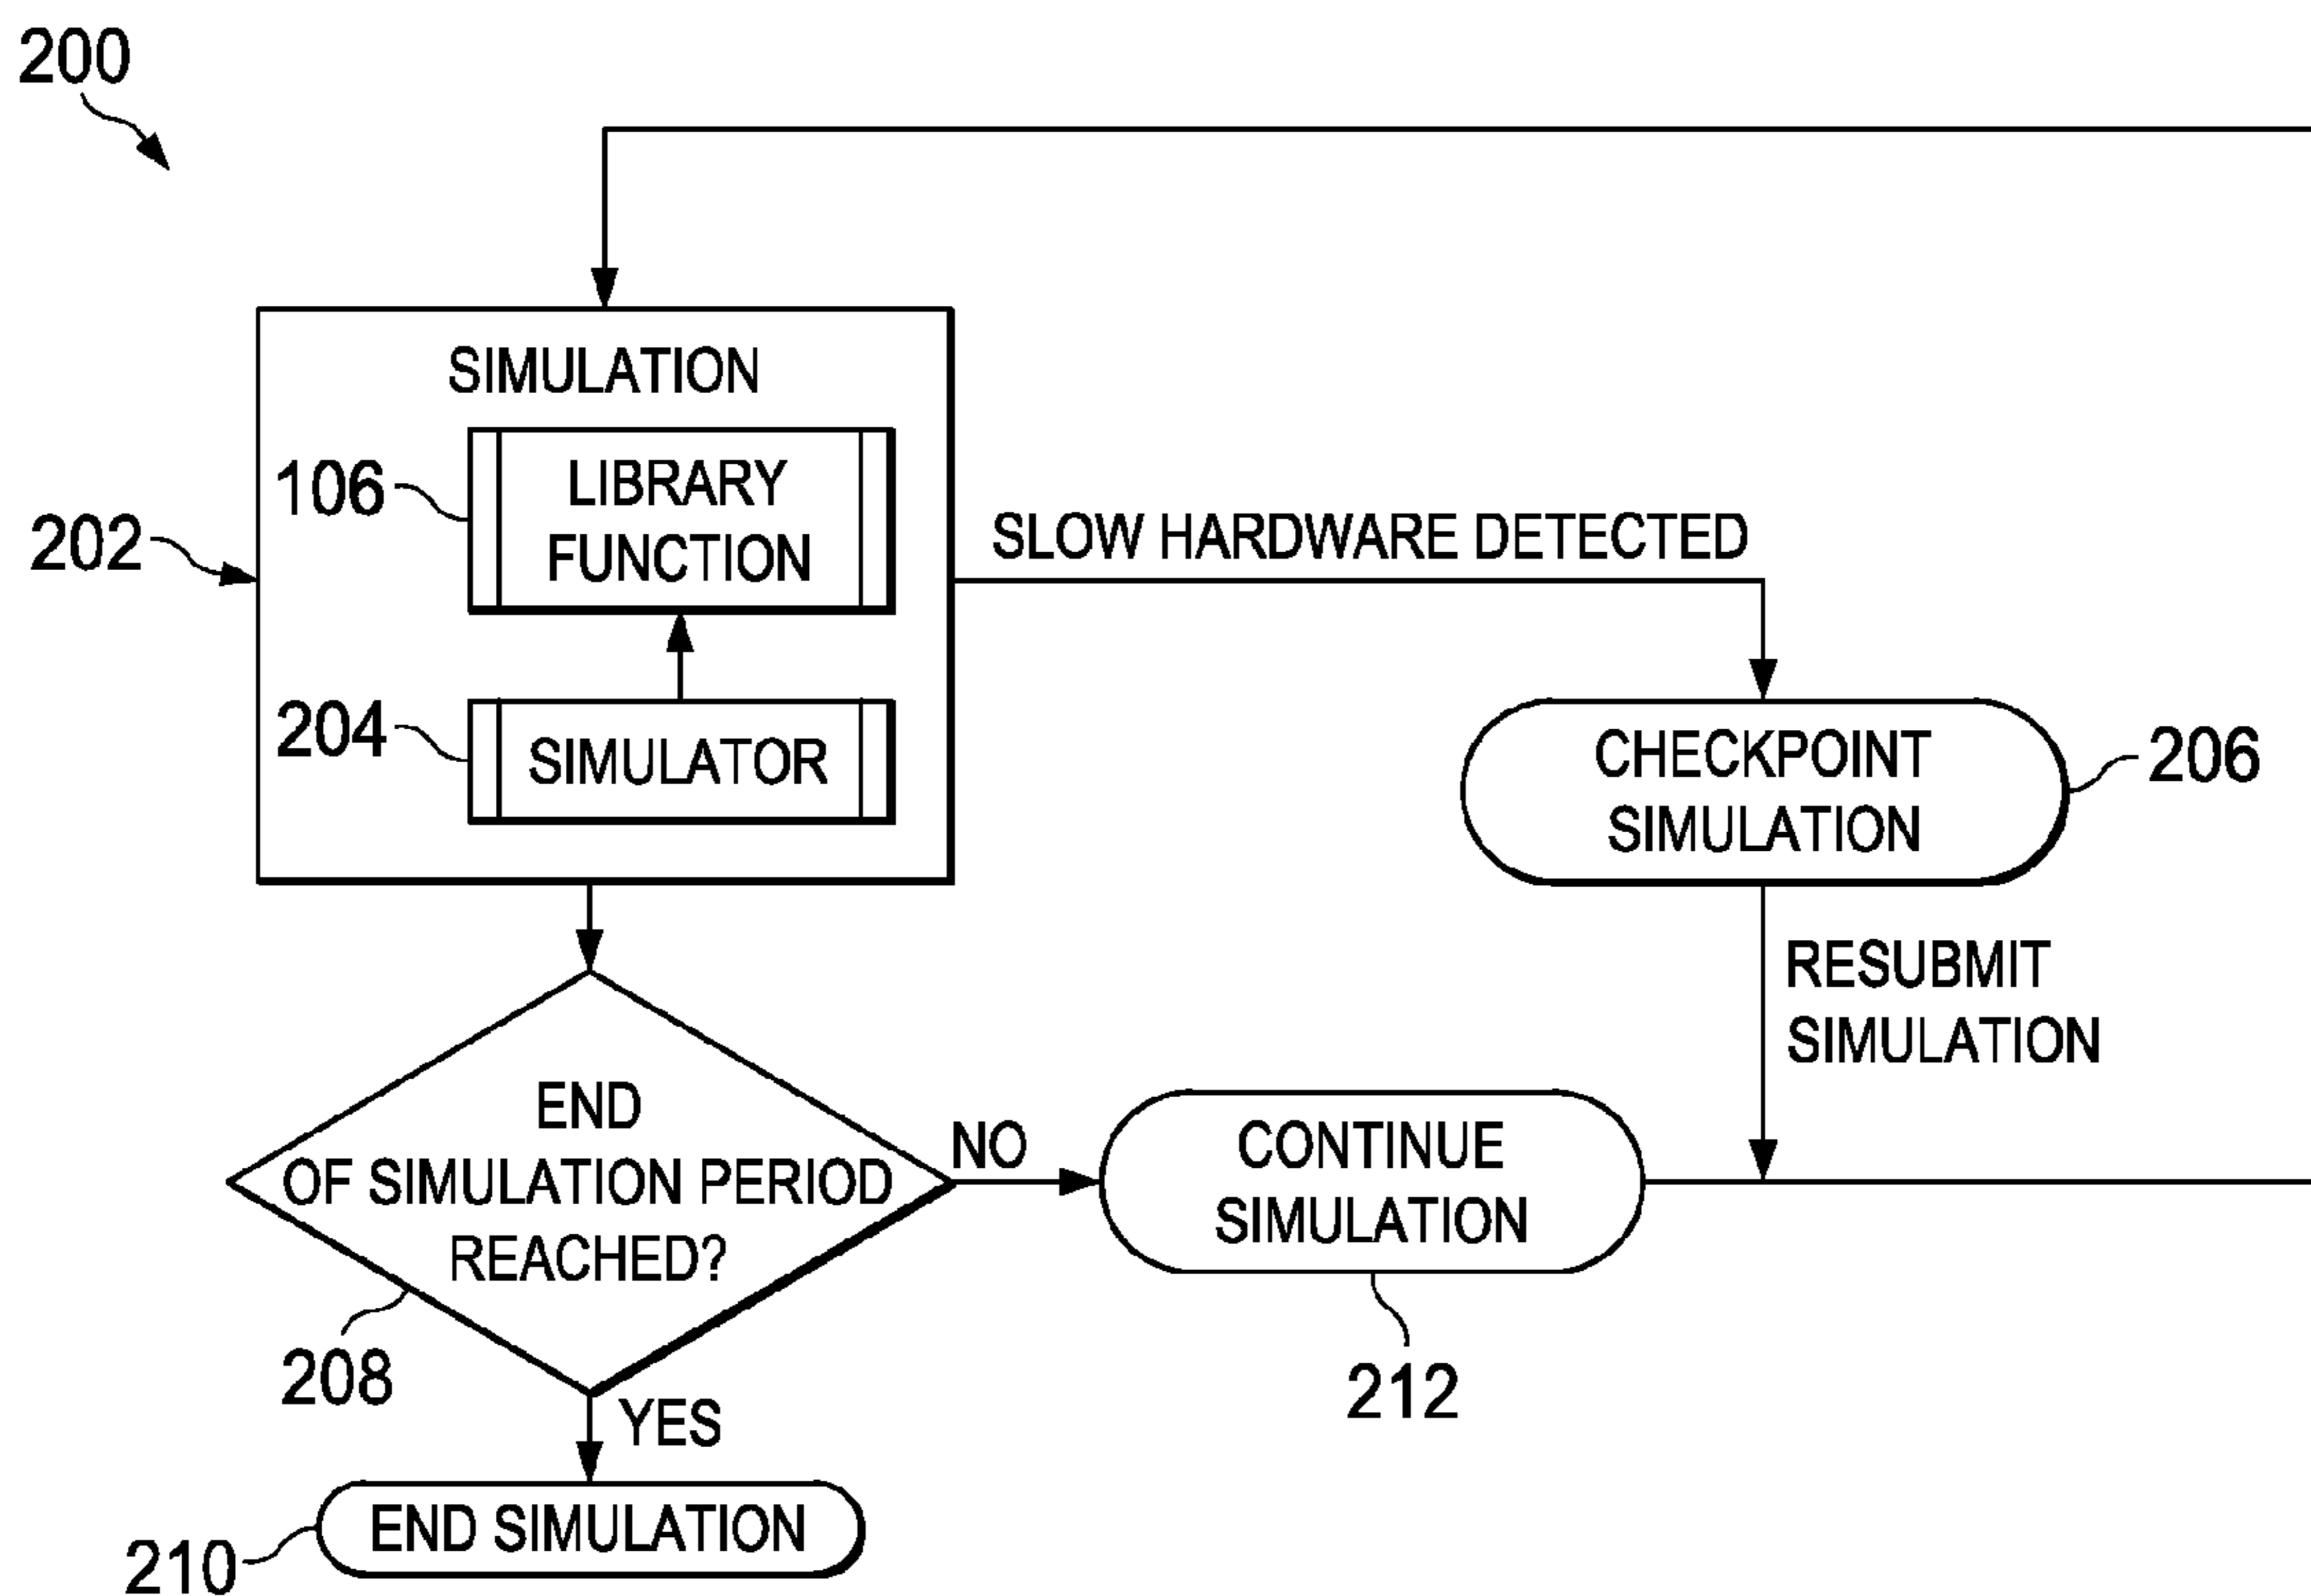 200
SIMULATION
106
LIBRARY
FUNCTION
202
SLOW HARDWARE DETECTED
204
SIMULATOR
CHECKPOINT
SIMULATION
206
RESUBMIT
SIMULATION
END
OF SIMULATION PERIOD
REACHED?
NO
CONTINUE
SIMULATION
208
212
YES
END SIMULATION
210